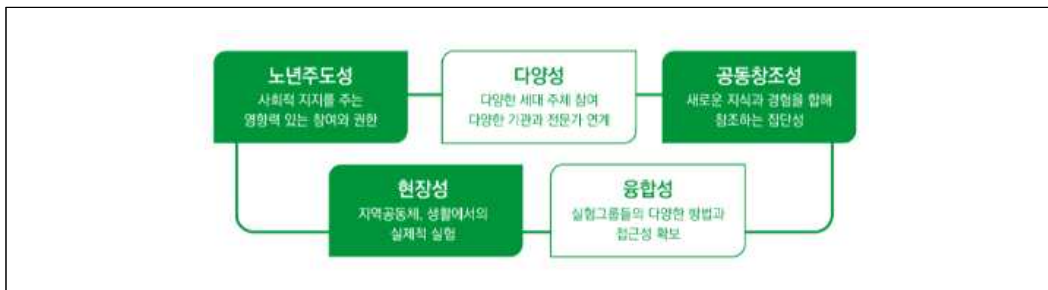 노년주도성
사회적 지지를 주는
영향력 있는 참여와 권한
다양성
다양한 세대 주체 참여
다양한 기관과 전문가 연계
공동창조성
새로운 지식과 경험을 합해
창조하는 집단성
현장성
지역공동체, 생활에서의
실제적 실험
융합성
실험그룹들의 다양한 방법과
접근성 확보